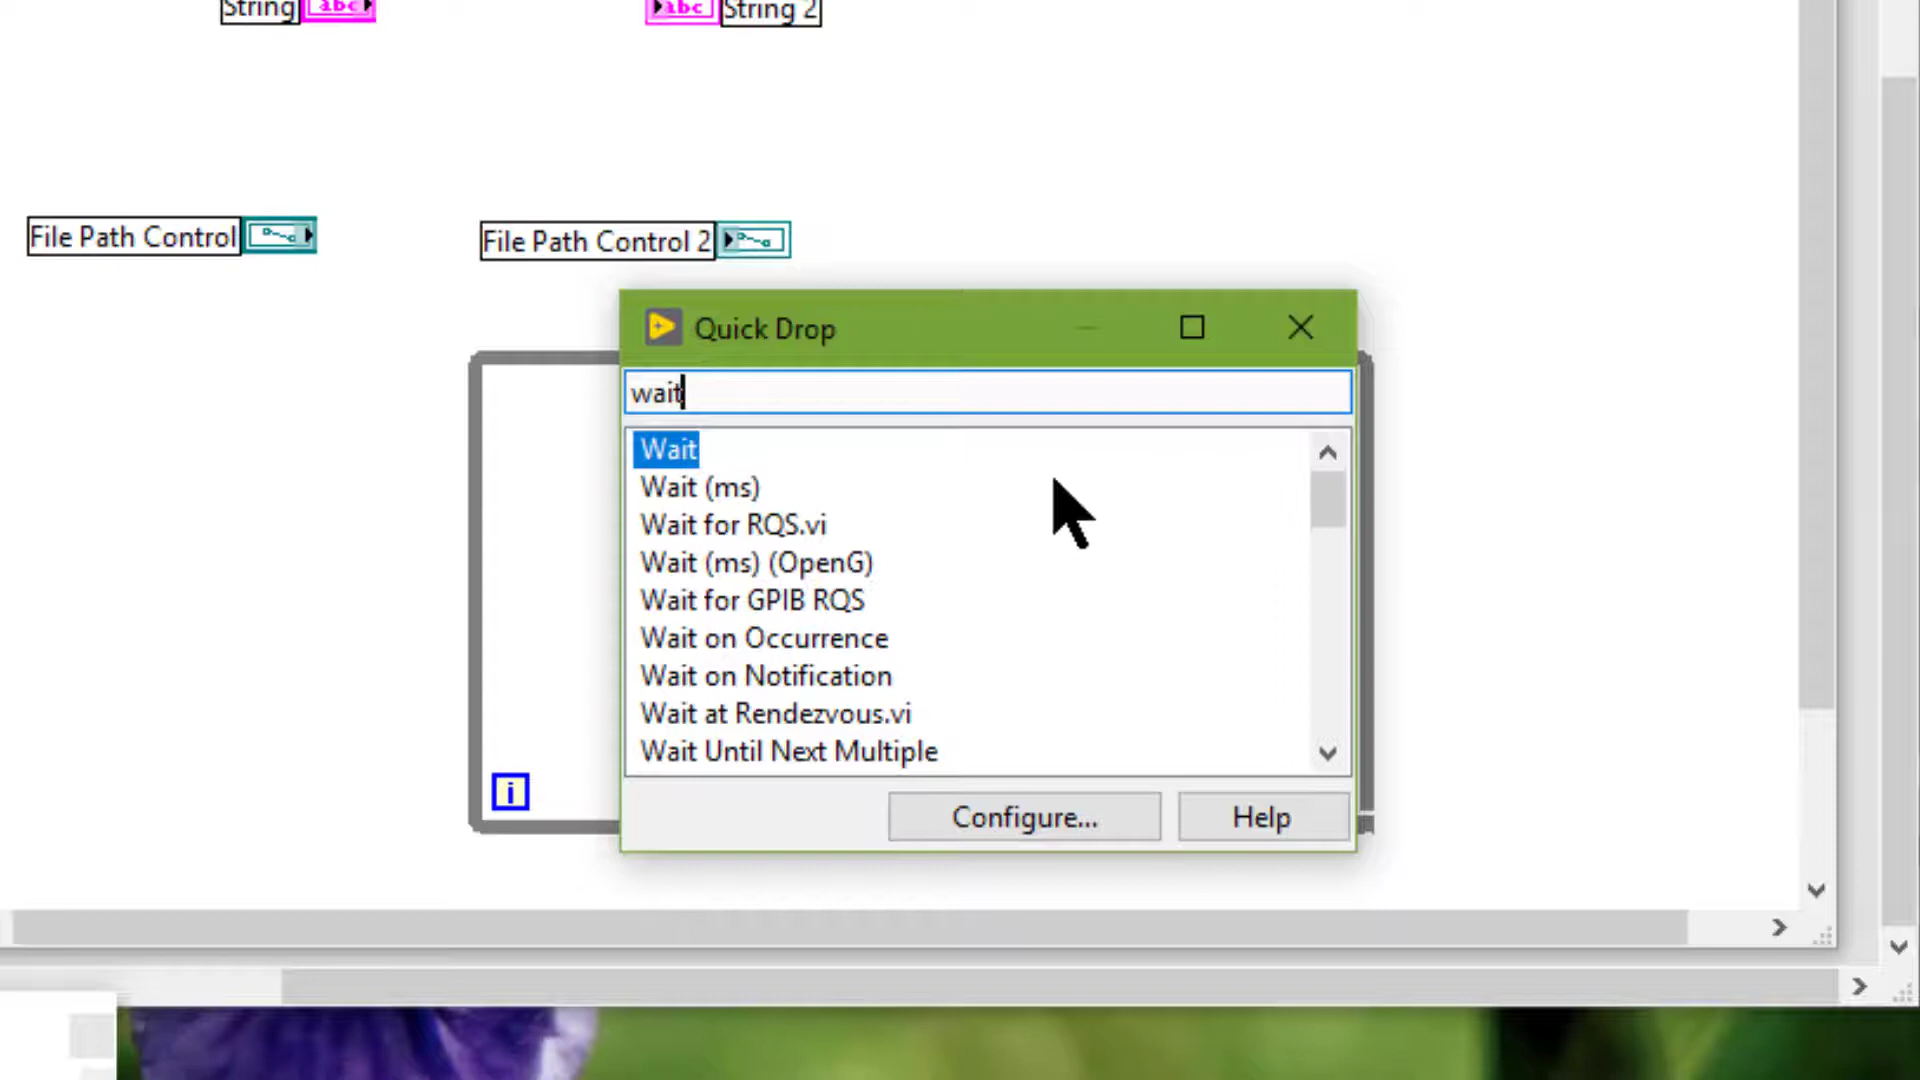 String abc
abc String 2
File Path Control
File Path Control 2
Quick Drop
wait
Wait
Wait (ms)
Wait for RQS.vi
Wait (ms) (OpenG)
Wait for GPIB RQS
Wait on Occurrence
Wait on Notification
Wait at Rendezvous.vi
Wait Until Next Multiple
i
Configure...
Help